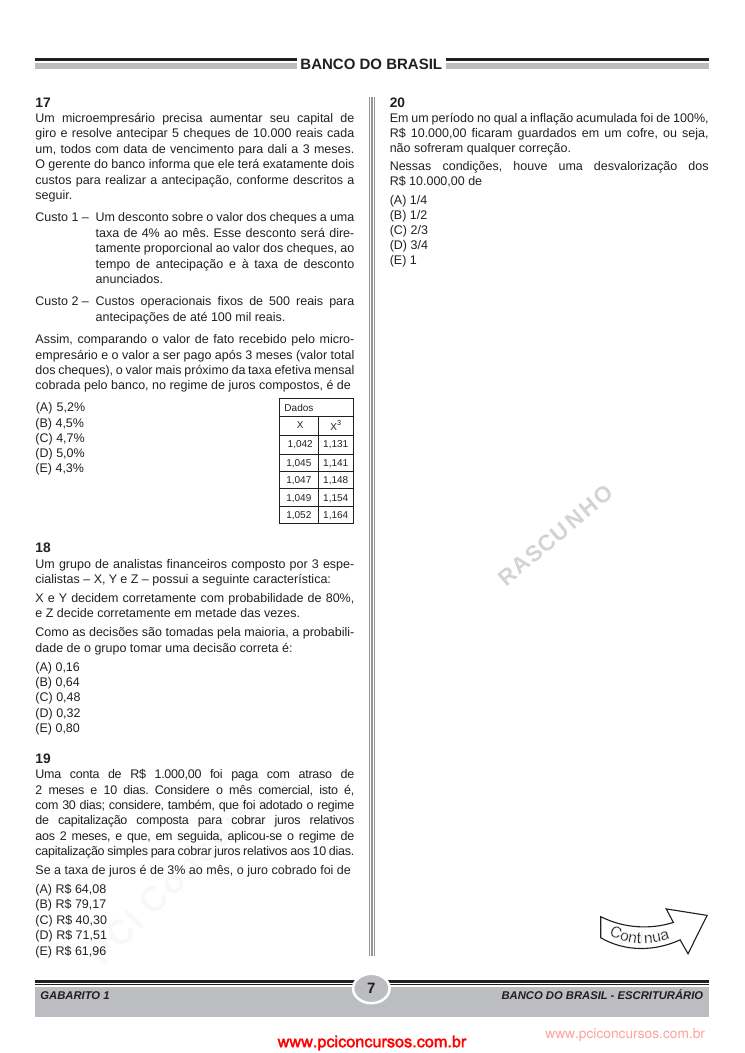 BANCO DO BRASIL
17
Um microempresário precisa aumentar seu capital de
giro e resolve antecipar 5 cheques de 10.000 reais cada
um, todos com data de vencimento para dali a 3 meses.
O gerente do banco informa que ele terá exatamente dois
custos para realizar a antecipação, conforme descritos a
seguir.
Custo 1 – Um desconto sobre o valor dos cheques a uma
taxa de 4% ao mês. Esse desconto será dire-
tamente proporcional ao valor dos cheques, ao
tempo de antecipação e à taxa de desconto
anunciados.
Custo 2 – Custos operacionais fixos de 500 reais para
antecipações de até 100 mil reais.
Assim, comparando o valor de fato recebido pelo micro-
empresário e o valor a ser pago após 3 meses (valor total
dos cheques), o valor mais próximo da taxa efetiva mensal
cobrada pelo banco, no regime de juros compostos, é de
(A) 5,2%
(B) 4,5%
(C) 4,7%
(D) 5,0%
(E) 4,3%
Dados
X X³
1,042 1,131
1,045 1,141
1,047 1,148
1,049 1,154
1,052 1,164
18
Um grupo de analistas financeiros composto por 3 espe-
cialistas – X, Y e Z – possui a seguinte característica:
X e Y decidem corretamente com probabilidade de 80%,
e Z decide corretamente em metade das vezes.
Como as decisões são tomadas pela maioria, a probabili-
dade de o grupo tomar uma decisão correta é:
(A) 0,16
(B) 0,64
(C) 0,48
(D) 0,32
(E) 0,80
19
Uma conta de R$ 1.000,00 foi paga com atraso de
2 meses e 10 dias. Considere o mês comercial, isto é,
com 30 dias; considere, também, que foi adotado o regime
de capitalização composta para cobrar juros relativos
aos 2 meses, e que, em seguida, aplicou-se o regime de
capitalização simples para cobrar juros relativos aos 10 dias.
Se a taxa de juros é de 3% ao mês, o juro cobrado foi de
(A) R$ 64,08
(B) R$ 79,17
(C) R$ 40,30
(D) R$ 71,51
(E) R$ 61,96
20
Em um período no qual a inflação acumulada foi de 100%,
R$ 10.000,00 ficaram guardados em um cofre, ou seja,
não sofreram qualquer correção.
Nessas condições, houve uma desvalorização dos
R$ 10.000,00 de
(A) 1/4
(B) 1/2
(C) 2/3
(D) 3/4
(E) 1
RASCUNHO
Cont nua
GABARITO 1
7
BANCO DO BRASIL - ESCRITURÁRIO
www.pciconcursos.com.br
www.pciconcursos.com.br